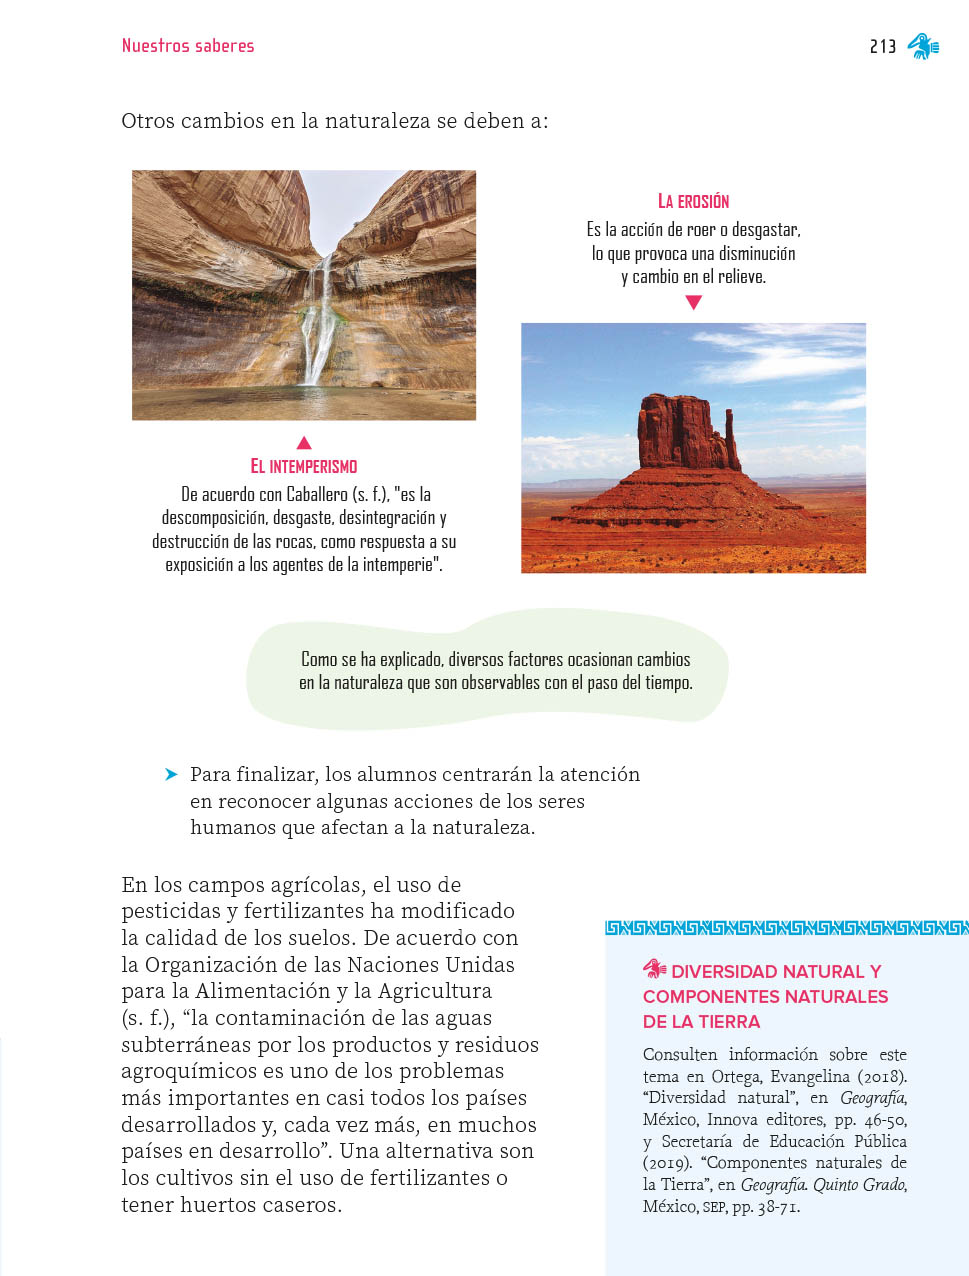 Nuestros saberes
213
Otros cambios en la naturaleza se deben a:
LA EROSIÓN
Es la acción de roer o desgastar,
lo que provoca una disminución
y cambio en el relieve.
EL INTEMPERISMO
De acuerdo con Caballero (s. f.), "es la
descomposición, desgaste, desintegración y
destrucción de las rocas, como respuesta a su
exposición a los agentes de la intemperie".
Como se ha explicado, diversos factores ocasionan cambios
en la naturaleza que son observables con el paso del tiempo.
Para finalizar, los alumnos centrarán la atención
en reconocer algunas acciones de los seres
humanos que afectan a la naturaleza.
En los campos agrícolas, el uso de
pesticidas y fertilizantes ha modificado
la calidad de los suelos. De acuerdo con
la Organización de las Naciones Unidas
para la Alimentación y la Agricultura
(s. f.), “la contaminación de las aguas
subterráneas por los productos y residuos
agroquímicos es uno de los problemas
más importantes en casi todos los países
desarrollados y, cada vez más, en muchos
países en desarrollo”. Una alternativa son
los cultivos sin el uso de fertilizantes o
tener huertos caseros.
DIVERSIDAD NATURAL Y
COMPONENTES NATURALES
DE LA TIERRA
Consulten información sobre este
tema en Ortega, Evangelina (2018).
“Diversidad natural”, en Geografía,
México, Innova editores, pp. 46-50,
y Secretaría de Educación Pública
(2019). “Componentes naturales de
la Tierra”, en Geografía. Quinto Grado,
México, SEP, pp. 38-71.